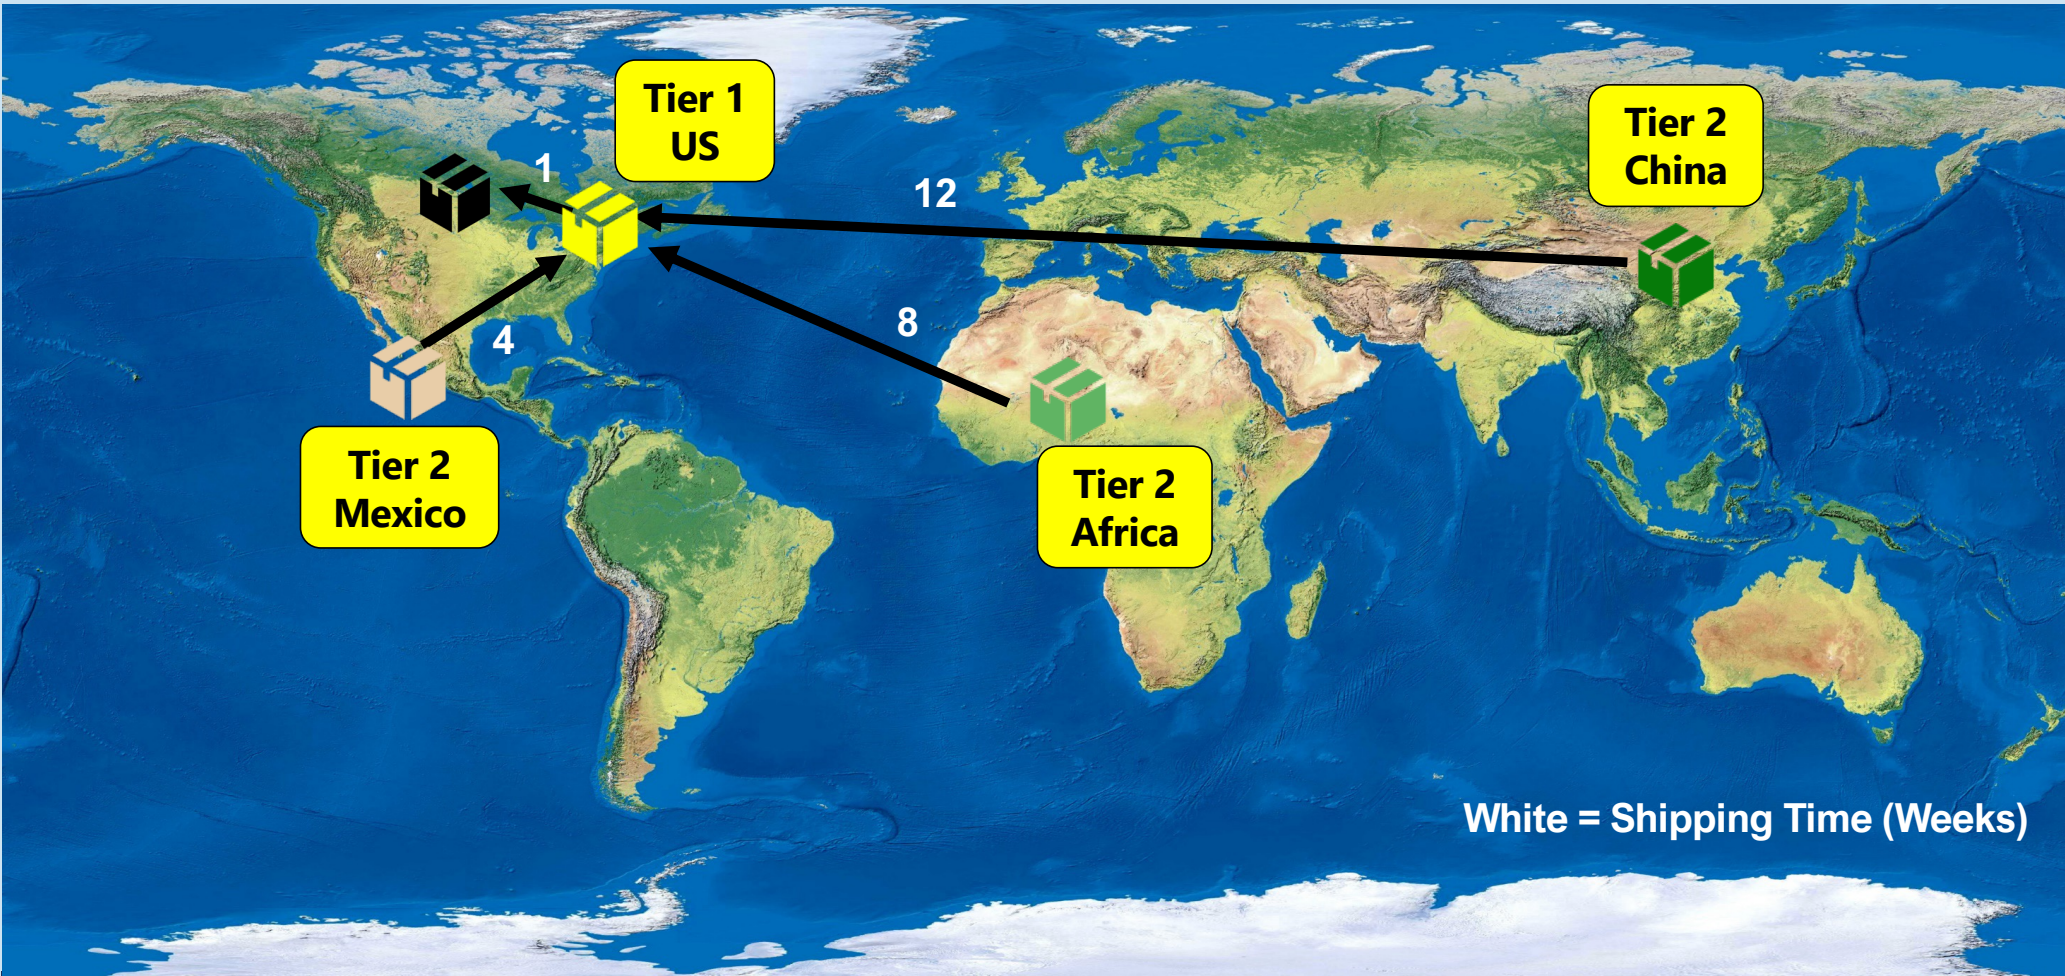 Tier 1
US
Tier 2
China
1
12
8
4
Tier 2
Mexico
Tier 2
Africa
White = Shipping Time (Weeks)